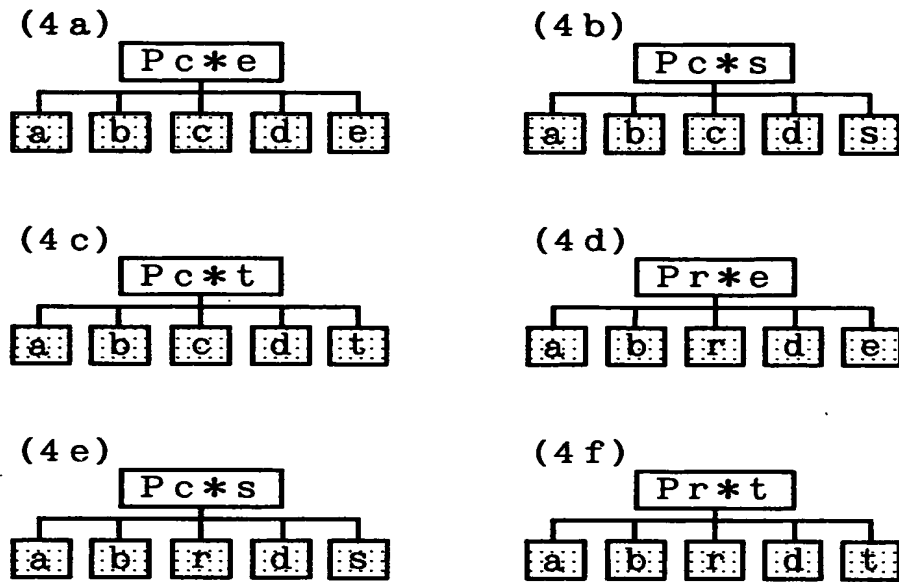 (4a)
Pc*e
a b c d e
(4b)
Pc*s
a b c d s
(4c)
Pc*t
a b c d t
(4d)
Pr*e
a b r d e
(4e)
Pc*s
a b r d s
(4f)
Pr*t
a b r d t